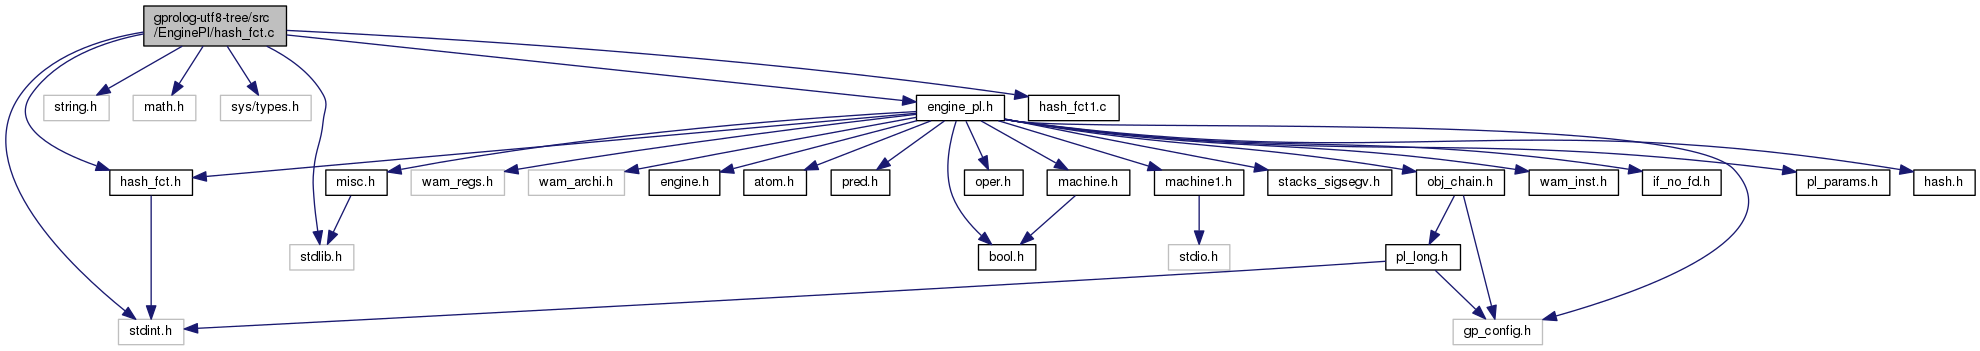 gprolog-utf8-tree/src
/EnginePl/hash_fct.c
string.h
math.h
sys/types.h
engine_pl.h
hash_fct1.c
hash_fct.h
misc.h
wam_regs.h
wam_archi.h
engine.h
atom.h
pred.h
oper.h
machine.h
machine1.h
stacks_sigsegv.h
obj_chain.h
wam_inst.h
if_no_fd.h
pl_params.h
hash.h
stdlib.h
bool.h
stdio.h
pl_long.h
stdint.h
gp_config.h